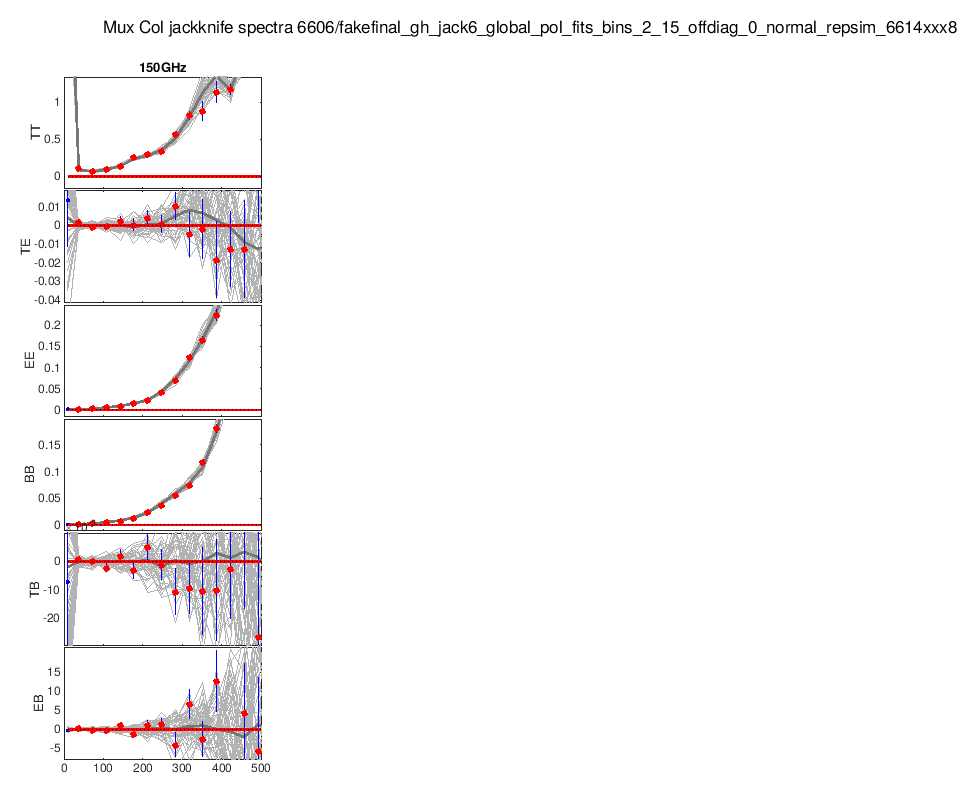 Mux Col jackknife spectra 6606/fakefinal_gh_jack6_global_pol_fits_bins_2_15_offdiag_0_normal_repsim_6614xxx8
150GHz
1
0.5
0
TT
0.01
0
-0.01
-0.02
-0.03
-0.04
TE
0.2
0.15
0.1
0.05
0
EE
0.15
0.1
0.05
0
BB
0
-10
-20
TB
15
10
5
0
-5
EB
0 100 200 300 400 500